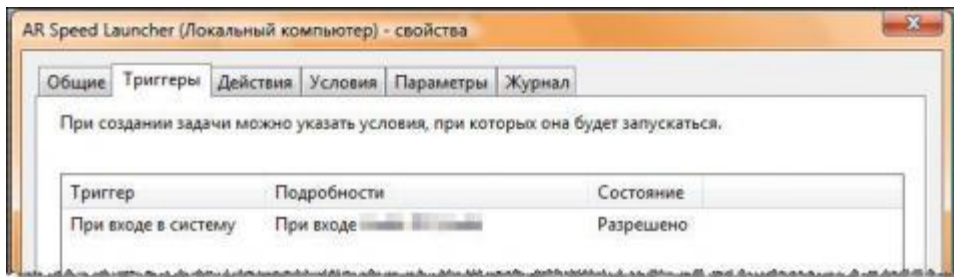 AR Speed Launcher (Локальный компьютер) - свойства
Общие Триггеры Действия Условия Параметры Журнал
При создании задачи можно указать условия, при которых она будет запускаться.
Триггер Подробности Состояние
При входе в систему При входе Разрешено